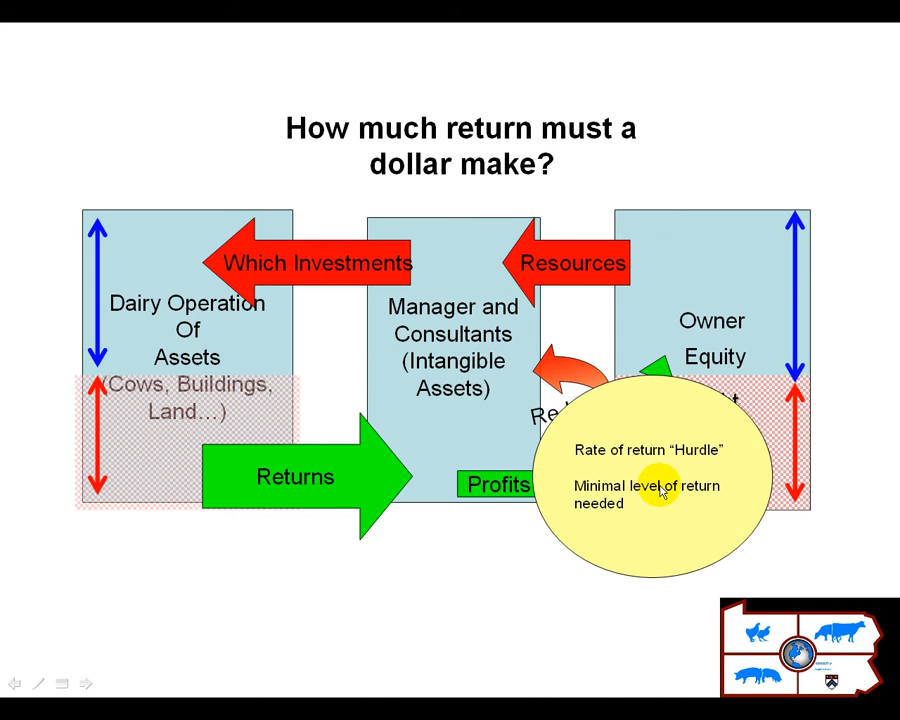 How much return must a
dollar make?
Which Investments
Resources
Dairy Operation
Of
Assets
(Cows, Buildings,
Land…)
Manager and
Consultants
(Intangible
Assets)
Owner
Equity
Returns
Profits
Rate of return “Hurdle”
Minimal level of return
needed